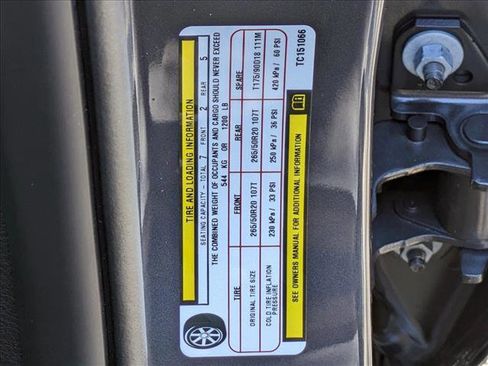 TIRE AND LOADING INFORMATION
SEATING CAPACITY - TOTAL 7 FRONT 2 REAR 5
THE COMBINED WEIGHT OF OCCUPANTS AND CARGO SHOULD NEVER EXCEED
544 KG OR 1200 LB
TIRE FRONT REAR SPARE
ORIGINAL TIRE SIZE 265/50R20 107T 265/50R20 107T T175/90D18 111M
COLD TIRE INFLATION
PRESSURE 230 kPa / 33 PSI 250 kPa / 36 PSI 420 kPa / 60 PSI
SEE OWNERS MANUAL FOR ADDITIONAL INFORMATION
TC151066